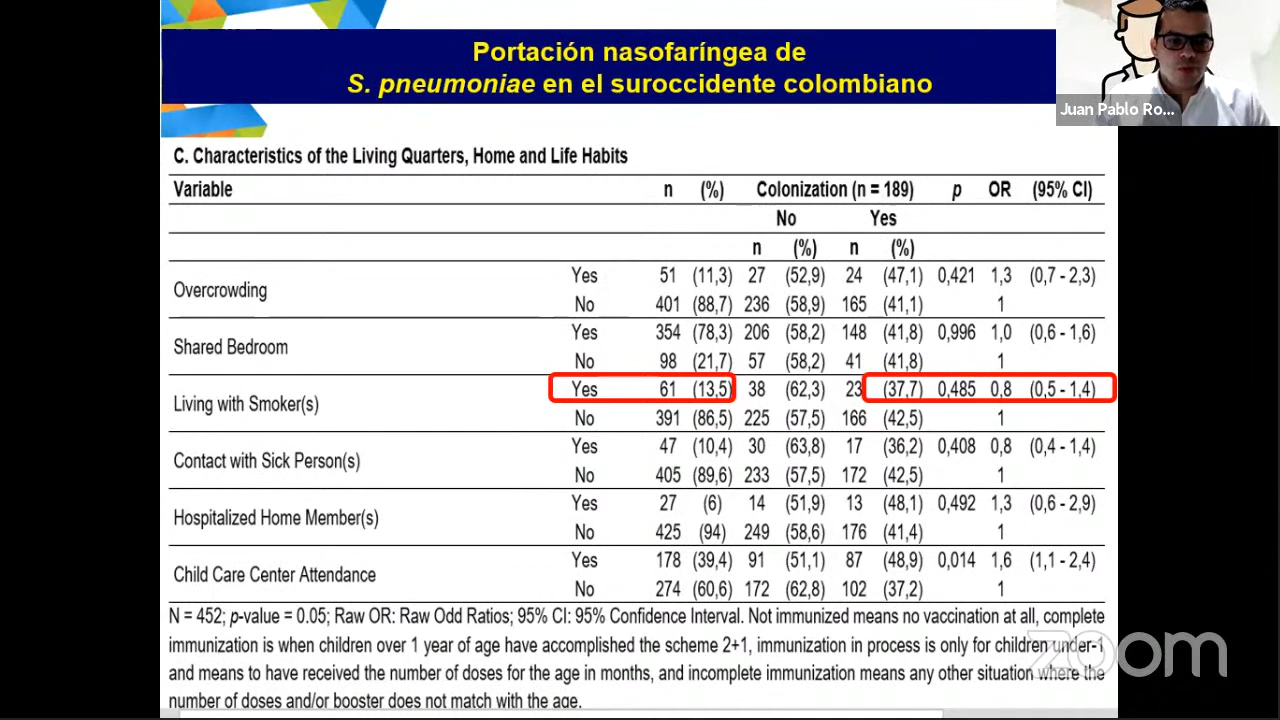 Portación nasofaríngea de
S. pneumoniae en el suroccidente colombiano
Juan Pablo Ro...
C. Characteristics of the Living Quarters, Home and Life Habits
Variable n (%) Colonization (n = 189) p OR (95% CI)
No Yes
n (%) n (%)
Overcrowding
Yes 51 (11,3) 27 (52,9) 24 (47,1) 0,421 1,3 (0,7 - 2,3)
No 401 (88,7) 236 (58,9) 165 (41,1) 1
Shared Bedroom
Yes 354 (78,3) 206 (58,2) 148 (41,8) 0,996 1,0 (0,6 - 1,6)
No 98 (21,7) 57 (58,2) 41 (41,8) 1
Living with Smoker(s)
Yes 61 (13,5) 38 (62,3) 23 (37,7) 0,485 0,8 (0,5 - 1,4)
No 391 (86,5) 225 (57,5) 166 (42,5) 1
Contact with Sick Person(s)
Yes 47 (10,4) 30 (63,8) 17 (36,2) 0,408 0,8 (0,4 - 1,4)
No 405 (89,6) 233 (57,5) 172 (42,5) 1
Hospitalized Home Member(s)
Yes 27 (6) 14 (51,9) 13 (48,1) 0,492 1,3 (0,6 - 2,9)
No 425 (94) 249 (58,6) 176 (41,4) 1
Child Care Center Attendance
Yes 178 (39,4) 91 (51,1) 87 (48,9) 0,014 1,6 (1,1 - 2,4)
No 274 (60,6) 172 (62,8) 102 (37,2) 1
N = 452; p-value = 0.05; Raw OR: Raw Odd Ratios; 95% CI: 95% Confidence Interval. Not immunized means no vaccination at all, complete
immunization is when children over 1 year of age have accomplished the scheme 2+1, immunization in process is only for children under-1
and means to have received the number of doses for the age in months, and incomplete immunization means any other situation where the
number of doses and/or booster does not match with the age.
zoom